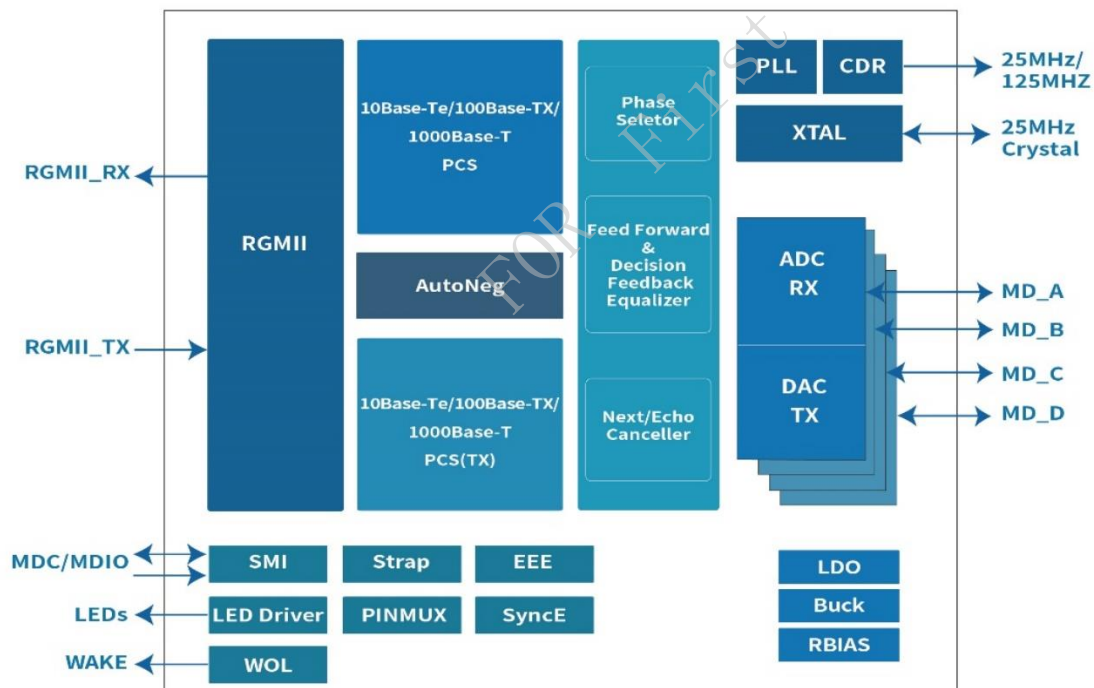 RGMII_RX
RGMII_TX
RGMII
10Base-Te/100Base-TX/
1000Base-T
PCS
AutoNeg
10Base-Te/100Base-TX/
1000Base-T
PCS(TX)
Phase
Seletor
Feed Forward
&
Decision
Feedback
Equalizer
Next/Echo
Canceller
PLL
CDR
25MHz/
125MHZ
XTAL
25MHz
Crystal
ADC
RX
DAC
TX
MD_A
MD_B
MD_C
MD_D
MDC/MDIO
SMI
Strap
EEE
LEDs
LED Driver
PINMUX
SyncE
WAKE
WOL
LDO
Buck
RBIAS
FOR First